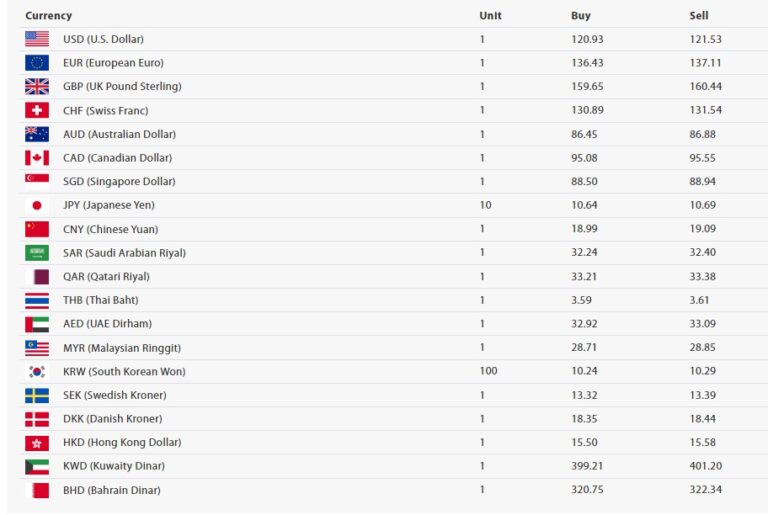 Currency Unit Buy Sell
USD (U.S. Dollar) 1 120.93 121.53
EUR (European Euro) 1 136.43 137.11
GBP (UK Pound Sterling) 1 159.65 160.44
CHF (Swiss Franc) 1 130.89 131.54
AUD (Australian Dollar) 1 86.45 86.88
CAD (Canadian Dollar) 1 95.08 95.55
SGD (Singapore Dollar) 1 88.50 88.94
JPY (Japanese Yen) 10 10.64 10.69
CNY (Chinese Yuan) 1 18.99 19.09
SAR (Saudi Arabian Riyal) 1 32.24 32.40
QAR (Qatari Riyal) 1 33.21 33.38
THB (Thai Baht) 1 3.59 3.61
AED (UAE Dirham) 1 32.92 33.09
MYR (Malaysian Ringgit) 1 28.71 28.85
KRW (South Korean Won) 100 10.24 10.29
SEK (Swedish Kroner) 1 13.32 13.39
DKK (Danish Kroner) 1 18.35 18.44
HKD (Hong Kong Dollar) 1 15.50 15.58
KWD (Kuwaity Dinar) 1 399.21 401.20
BHD (Bahrain Dinar) 1 320.75 322.34